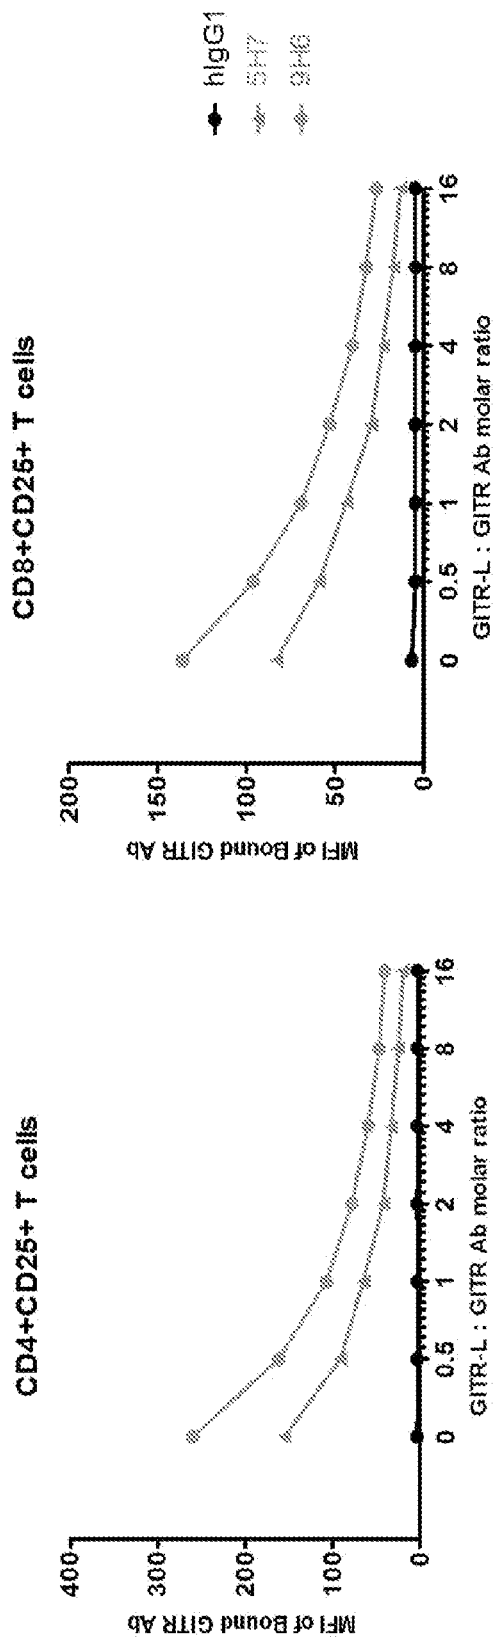 CD4+CD25+ T cells
MFI of Bound GITR Ab
400
300
200
100
0
0 0.5 1 2 4 8 16
GITR-L : GITR Ab molar ratio
CD8+CD25+ T cells
MFI of Bound GITR Ab
200
150
100
50
0
0 0.5 1 2 4 8 16
GITR-L : GITR Ab molar ratio
hIgG1
5H7
9H6